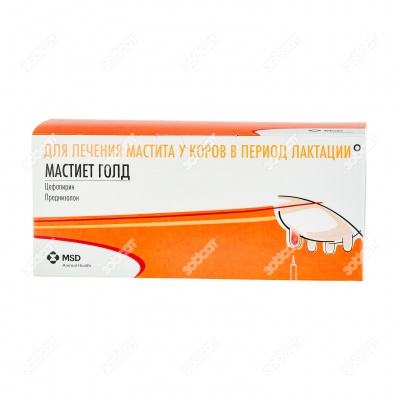 ДЛЯ ЛЕЧЕНИЯ МАСТИТА У КОРОВ В ПЕРИОД ЛАКТАЦИИ
МАСТИЕТ ГОЛД
Цефапирин
Преднизолон
MSD
Animal Health